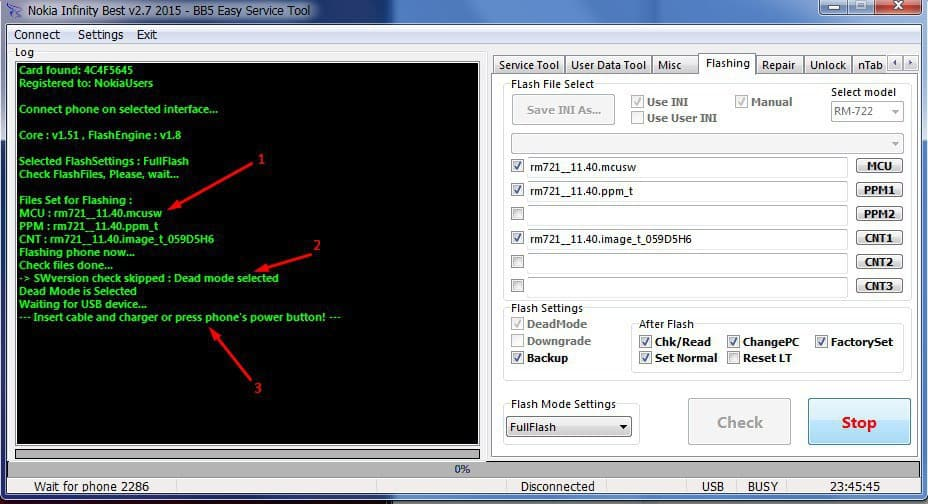 Nokia Infinity Best v2.7 2015 - BB5 Easy Service Tool
Connect Settings Exit
Log
Card found: 4C4F5645
Registered to: NokiaUsers
Connect phone on selected interface...
Core : v1.51 , FlashEngine : v1.8
Selected FlashSettings : FullFlash
Check FlashFiles, Please, wait...
1
Files Set for Flashing :
MCU : rm721__11.40.mcusw
PPM : rm721__11.40.ppm_t
CNT : rm721__11.40.image_t_059D5H6
Flashing phone now...
2
Check files done...
-> SWversion check skipped : Dead mode selected
Dead Mode is Selected
Waiting for USB device...
--- Insert cable and charger or press phone's power button! ---
3
Service Tool User Data Tool Misc Flashing Repair Unlock nTab
FLash File Select
Save INI As...
Use INI
Use User INI
Manual
Select model
RM-722
rm721__11.40.mcusw MCU
rm721__11.40.ppm_t PPM1
PPM2
rm721__11.40.image_t_059D5H6 CNT1
CNT2
CNT3
Flash Settings
DeadMode
Downgrade
Backup
After Flash
Chk/Read ChangePC FactorySet
Set Normal Reset LT
Flash Mode Settings
FullFlash
Check
Stop
0%
Wait for phone 2286 Disconnected USB BUSY 23:45:45